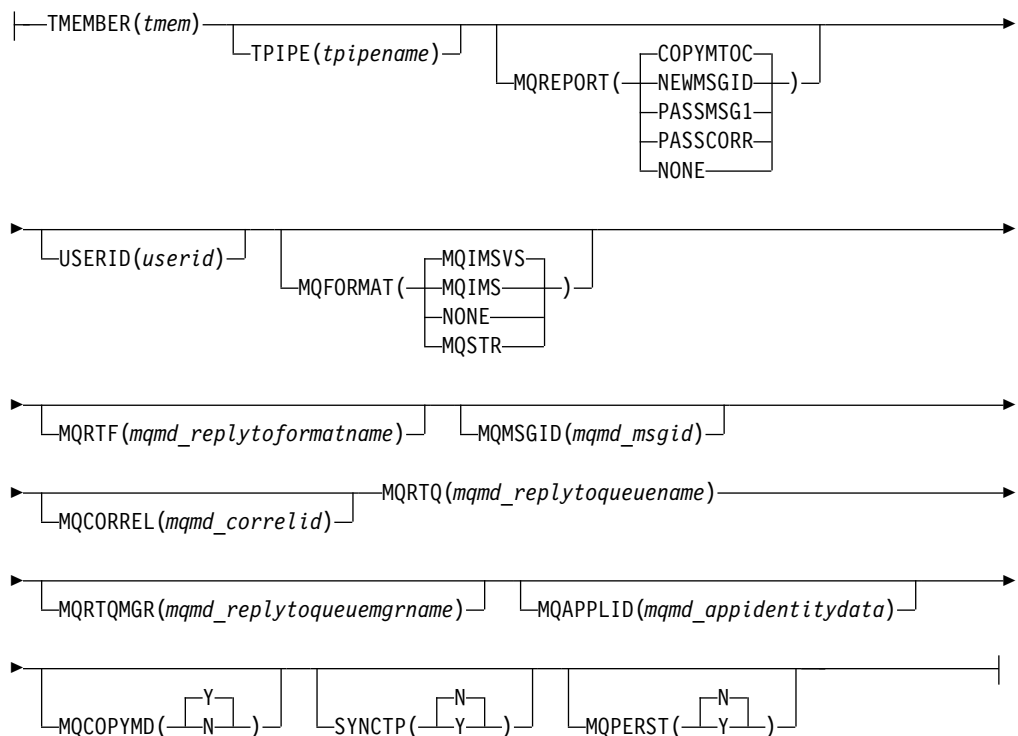 TMEMBER(tmem)
TPIPE(tpipename)
MQREPORT(
COPYMTOC
NEWMSGID
PASSMSG1
PASSCORR
NONE
)
USERID(userid)
MQFORMAT(
MQIMSVS
MQIMS
NONE
MQSTR
)
MQRTF(mqmd_replytoformatname)
MQMSGID(mqmd_msgid)
MQCORREL(mqmd_correlid)
MQRTQ(mqmd_replytoqueuename)
MQRTQMGR(mqmd_replytoqueuemgrname)
MQAPPLID(mqmd_appidentitydata)
MQCOPYMD(
Y
N
)
SYNCTP(
N
Y
)
MQPERST(
N
Y
)